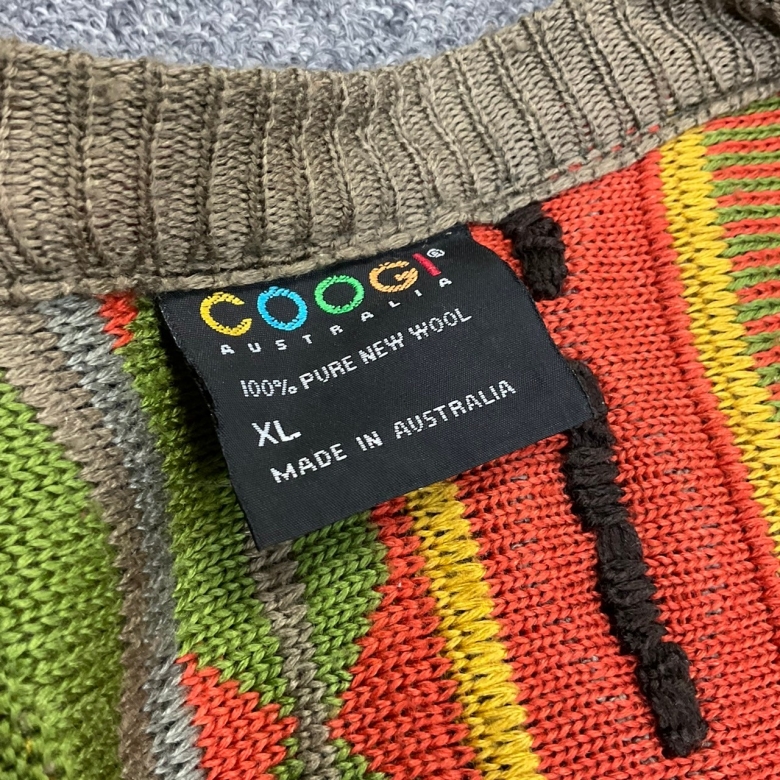 COOGI®
AUSTRALIA
100% PURE NEW WOOL
XL
MADE IN AUSTRALIA